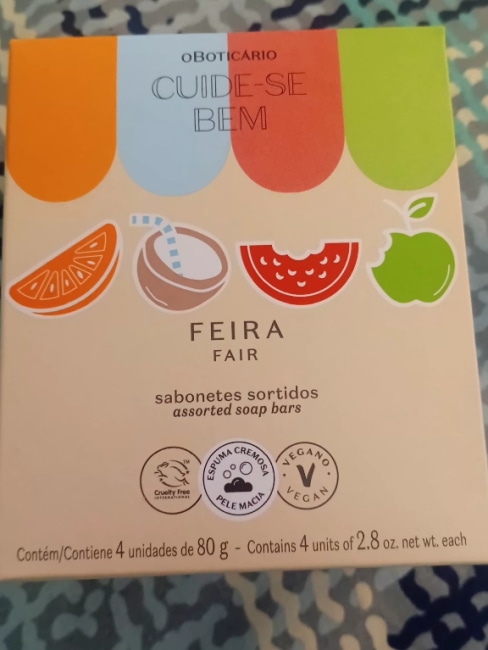 oBOTICÁRIO
CUIDE-SE
BEM
FEIRA
FAIR
sabonetes sortidos
assorted soap bars
Cruelty Free
INTERNATIONAL
ESPUMA CREMOSA
PELE MACIA
VEGANO
V
VEGAN
Contém/Contiene 4 unidades de 80 g - Contains 4 units of 2.8 oz. net wt. each